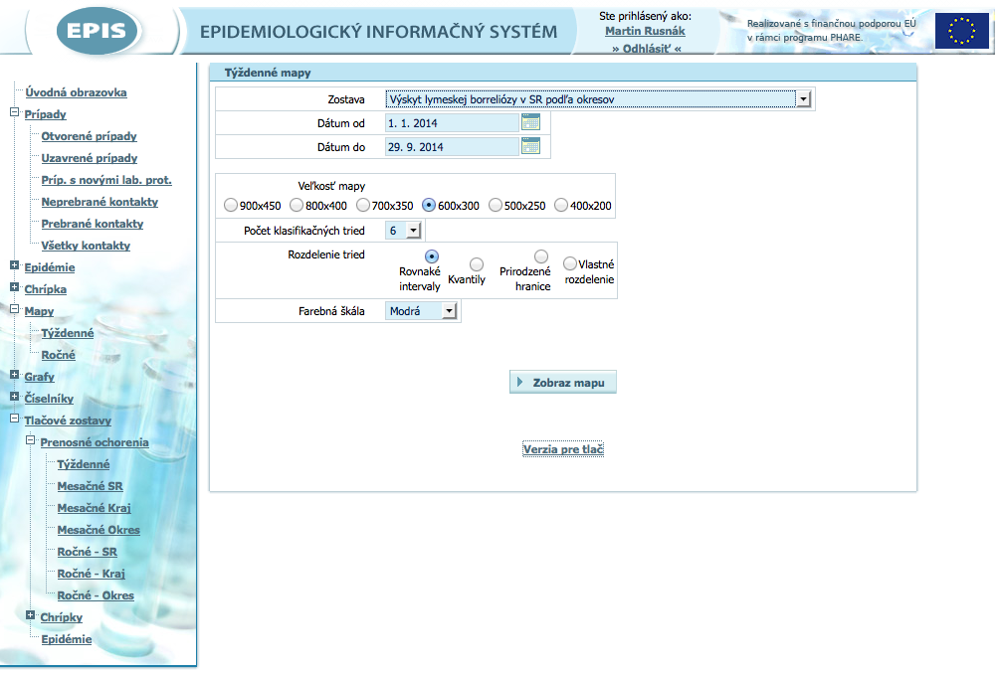 EPIS
EPIDEMIOLOGICKÝ INFORMAČNÝ SYSTÉM
Ste prihlásený ako:
Martin Rusnák
» Odhlásiť «
Realizované s finančnou podporou EÚ
v rámci programu PHARE.
Úvodná obrazovka
Prípady
Otvorené prípady
Uzavrené prípady
Príp. s novými lab. prot.
Neprebrané kontakty
Prebrané kontakty
Všetky kontakty
Epidémie
Chrípka
Mapy
Týždenné
Ročné
Grafy
Číselníky
Tlačové zostavy
Prenosné ochorenia
Týždenné
Mesačné SR
Mesačné Kraj
Mesačné Okres
Ročné - SR
Ročné - Kraj
Ročné - Okres
Chrípky
Epidémie
Týždenné mapy
Zostava Výskyt lymeskej borreliózy v SR podľa okresov
Dátum od 1. 1. 2014
Dátum do 29. 9. 2014
Veľkosť mapy
900x450 800x400 700x350 600x300 500x250 400x200
Počet klasifikačných tried 6
Rozdelenie tried
Rovnaké intervaly
Kvantily
Prirodzené hranice
Vlastné rozdelenie
Farebná škála Modrá
Zobraz mapu
Verzia pre tlač